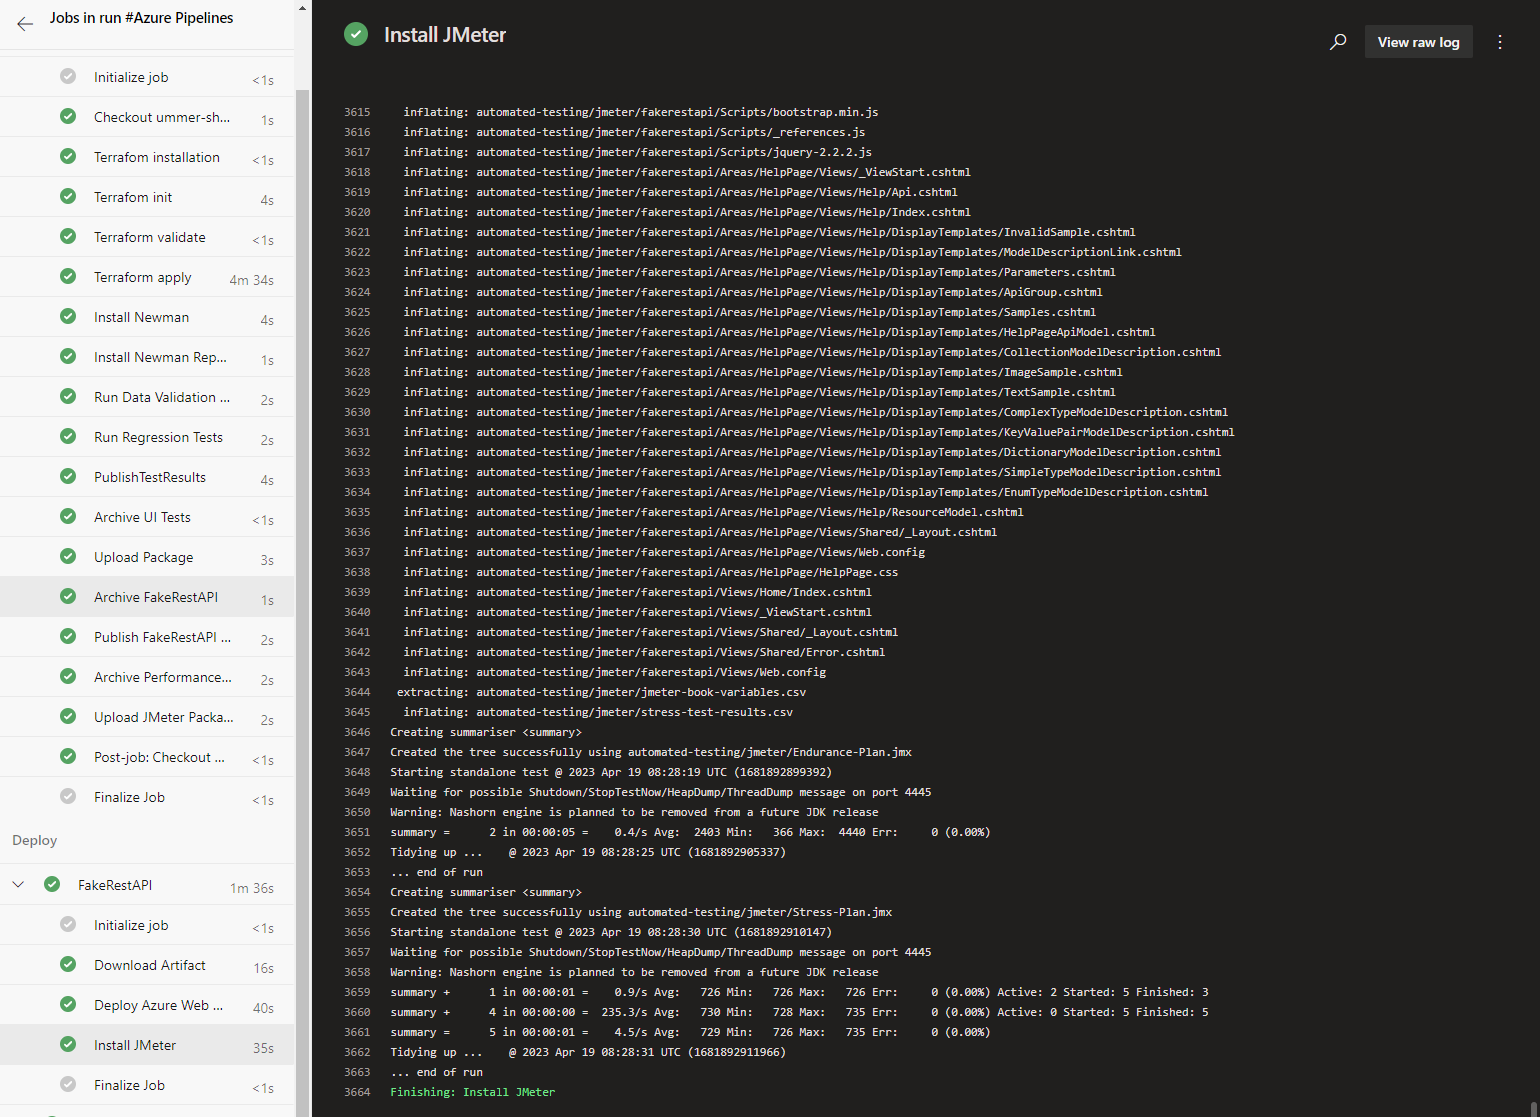 Jobs in run #Azure Pipelines
Initialize job <1s
Checkout ummer-sh... 1s
Terrafom installation <1s
Terrafom init 4s
Terraform validate <1s
Terraform apply 4m 34s
Install Newman 4s
Install Newman Rep... 1s
Run Data Validation ... 2s
Run Regression Tests 2s
PublishTestResults 4s
Archive UI Tests <1s
Upload Package 3s
Archive FakeRestAPI 1s
Publish FakeRestAPI ... 2s
Archive Performance... 2s
Upload JMeter Packa... 2s
Post-job: Checkout ... <1s
Finalize Job <1s
Deploy
FakeRestAPI 1m 36s
Initialize job <1s
Download Artifact 16s
Deploy Azure Web ... 40s
Install JMeter 35s
Finalize Job <1s
Install JMeter
View raw log
3615 inflating: automated-testing/jmeter/fakerestapi/Scripts/bootstrap.min.js
3616 inflating: automated-testing/jmeter/fakerestapi/Scripts/_references.js
3617 inflating: automated-testing/jmeter/fakerestapi/Scripts/jquery-2.2.2.js
3618 inflating: automated-testing/jmeter/fakerestapi/Areas/HelpPage/Views/_ViewStart.cshtml
3619 inflating: automated-testing/jmeter/fakerestapi/Areas/HelpPage/Views/Help/Api.cshtml
3620 inflating: automated-testing/jmeter/fakerestapi/Areas/HelpPage/Views/Help/Index.cshtml
3621 inflating: automated-testing/jmeter/fakerestapi/Areas/HelpPage/Views/Help/DisplayTemplates/InvalidSample.cshtml
3622 inflating: automated-testing/jmeter/fakerestapi/Areas/HelpPage/Views/Help/DisplayTemplates/ModelDescriptionLink.cshtml
3623 inflating: automated-testing/jmeter/fakerestapi/Areas/HelpPage/Views/Help/DisplayTemplates/Parameters.cshtml
3624 inflating: automated-testing/jmeter/fakerestapi/Areas/HelpPage/Views/Help/DisplayTemplates/ApiGroup.cshtml
3625 inflating: automated-testing/jmeter/fakerestapi/Areas/HelpPage/Views/Help/DisplayTemplates/Samples.cshtml
3626 inflating: automated-testing/jmeter/fakerestapi/Areas/HelpPage/Views/Help/DisplayTemplates/HelpPageApiModel.cshtml
3627 inflating: automated-testing/jmeter/fakerestapi/Areas/HelpPage/Views/Help/DisplayTemplates/CollectionModelDescription.cshtml
3628 inflating: automated-testing/jmeter/fakerestapi/Areas/HelpPage/Views/Help/DisplayTemplates/ImageSample.cshtml
3629 inflating: automated-testing/jmeter/fakerestapi/Areas/HelpPage/Views/Help/DisplayTemplates/TextSample.cshtml
3630 inflating: automated-testing/jmeter/fakerestapi/Areas/HelpPage/Views/Help/DisplayTemplates/ComplexTypeModelDescription.cshtml
3631 inflating: automated-testing/jmeter/fakerestapi/Areas/HelpPage/Views/Help/DisplayTemplates/KeyValuePairModelDescription.cshtml
3632 inflating: automated-testing/jmeter/fakerestapi/Areas/HelpPage/Views/Help/DisplayTemplates/DictionaryModelDescription.cshtml
3633 inflating: automated-testing/jmeter/fakerestapi/Areas/HelpPage/Views/Help/DisplayTemplates/SimpleTypeModelDescription.cshtml
3634 inflating: automated-testing/jmeter/fakerestapi/Areas/HelpPage/Views/Help/DisplayTemplates/EnumTypeModelDescription.cshtml
3635 inflating: automated-testing/jmeter/fakerestapi/Areas/HelpPage/Views/Help/ResourceModel.cshtml
3636 inflating: automated-testing/jmeter/fakerestapi/Areas/HelpPage/Views/Shared/_Layout.cshtml
3637 inflating: automated-testing/jmeter/fakerestapi/Areas/HelpPage/Views/Web.config
3638 inflating: automated-testing/jmeter/fakerestapi/Areas/HelpPage/HelpPage.css
3639 inflating: automated-testing/jmeter/fakerestapi/Views/Home/Index.cshtml
3640 inflating: automated-testing/jmeter/fakerestapi/Views/_ViewStart.cshtml
3641 inflating: automated-testing/jmeter/fakerestapi/Views/Shared/_Layout.cshtml
3642 inflating: automated-testing/jmeter/fakerestapi/Views/Shared/Error.cshtml
3643 inflating: automated-testing/jmeter/fakerestapi/Views/Web.config
3644 extracting: automated-testing/jmeter/jmeter-book-variables.csv
3645 inflating: automated-testing/jmeter/stress-test-results.csv
3646 Creating summariser <summary>
3647 Created the tree successfully using automated-testing/jmeter/Endurance-Plan.jmx
3648 Starting standalone test @ 2023 Apr 19 08:28:19 UTC (1681892899392)
3649 Waiting for possible Shutdown/StopTestNow/HeapDump/ThreadDump message on port 4445
3650 Warning: Nashorn engine is planned to be removed from a future JDK release
3651 summary = 2 in 00:00:05 = 0.4/s Avg: 2403 Min: 366 Max: 4440 Err: 0 (0.00%)
3652 Tidying up ... @ 2023 Apr 19 08:28:25 UTC (1681892905337)
3653 ... end of run
3654 Creating summariser <summary>
3655 Created the tree successfully using automated-testing/jmeter/Stress-Plan.jmx
3656 Starting standalone test @ 2023 Apr 19 08:28:30 UTC (1681892910147)
3657 Waiting for possible Shutdown/StopTestNow/HeapDump/ThreadDump message on port 4445
3658 Warning: Nashorn engine is planned to be removed from a future JDK release
3659 summary + 1 in 00:00:01 = 0.9/s Avg: 726 Min: 726 Max: 726 Err: 0 (0.00%) Active: 2 Started: 5 Finished: 3
3660 summary + 4 in 00:00:00 = 235.3/s Avg: 730 Min: 728 Max: 735 Err: 0 (0.00%) Active: 0 Started: 5 Finished: 5
3661 summary = 5 in 00:00:01 = 4.5/s Avg: 729 Min: 726 Max: 735 Err: 0 (0.00%)
3662 Tidying up ... @ 2023 Apr 19 08:28:31 UTC (1681892911966)
3663 ... end of run
3664 Finishing: Install JMeter